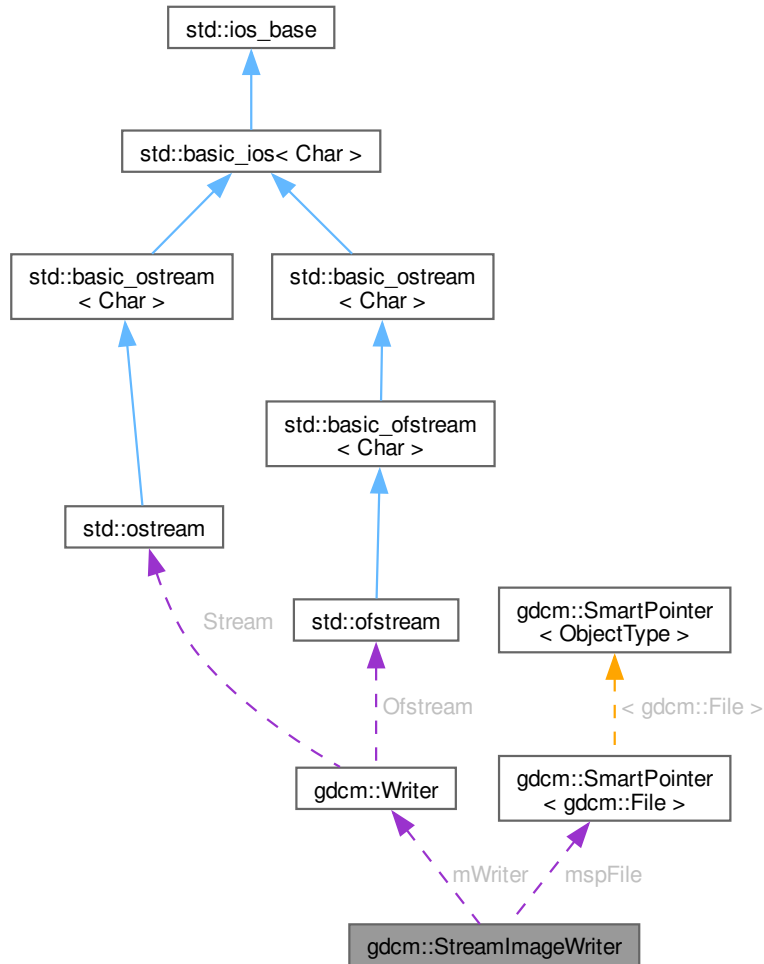 std::ios_base
std::basic_ios< Char >
std::basic_ostream
< Char >
std::basic_ostream
< Char >
std::basic_ofstream
< Char >
std::ostream
std::ofstream
gdcm::SmartPointer
< ObjectType >
Stream
Ofstream
< gdcm::File >
gdcm::Writer
gdcm::SmartPointer
< gdcm::File >
mWriter
mspFile
gdcm::StreamImageWriter